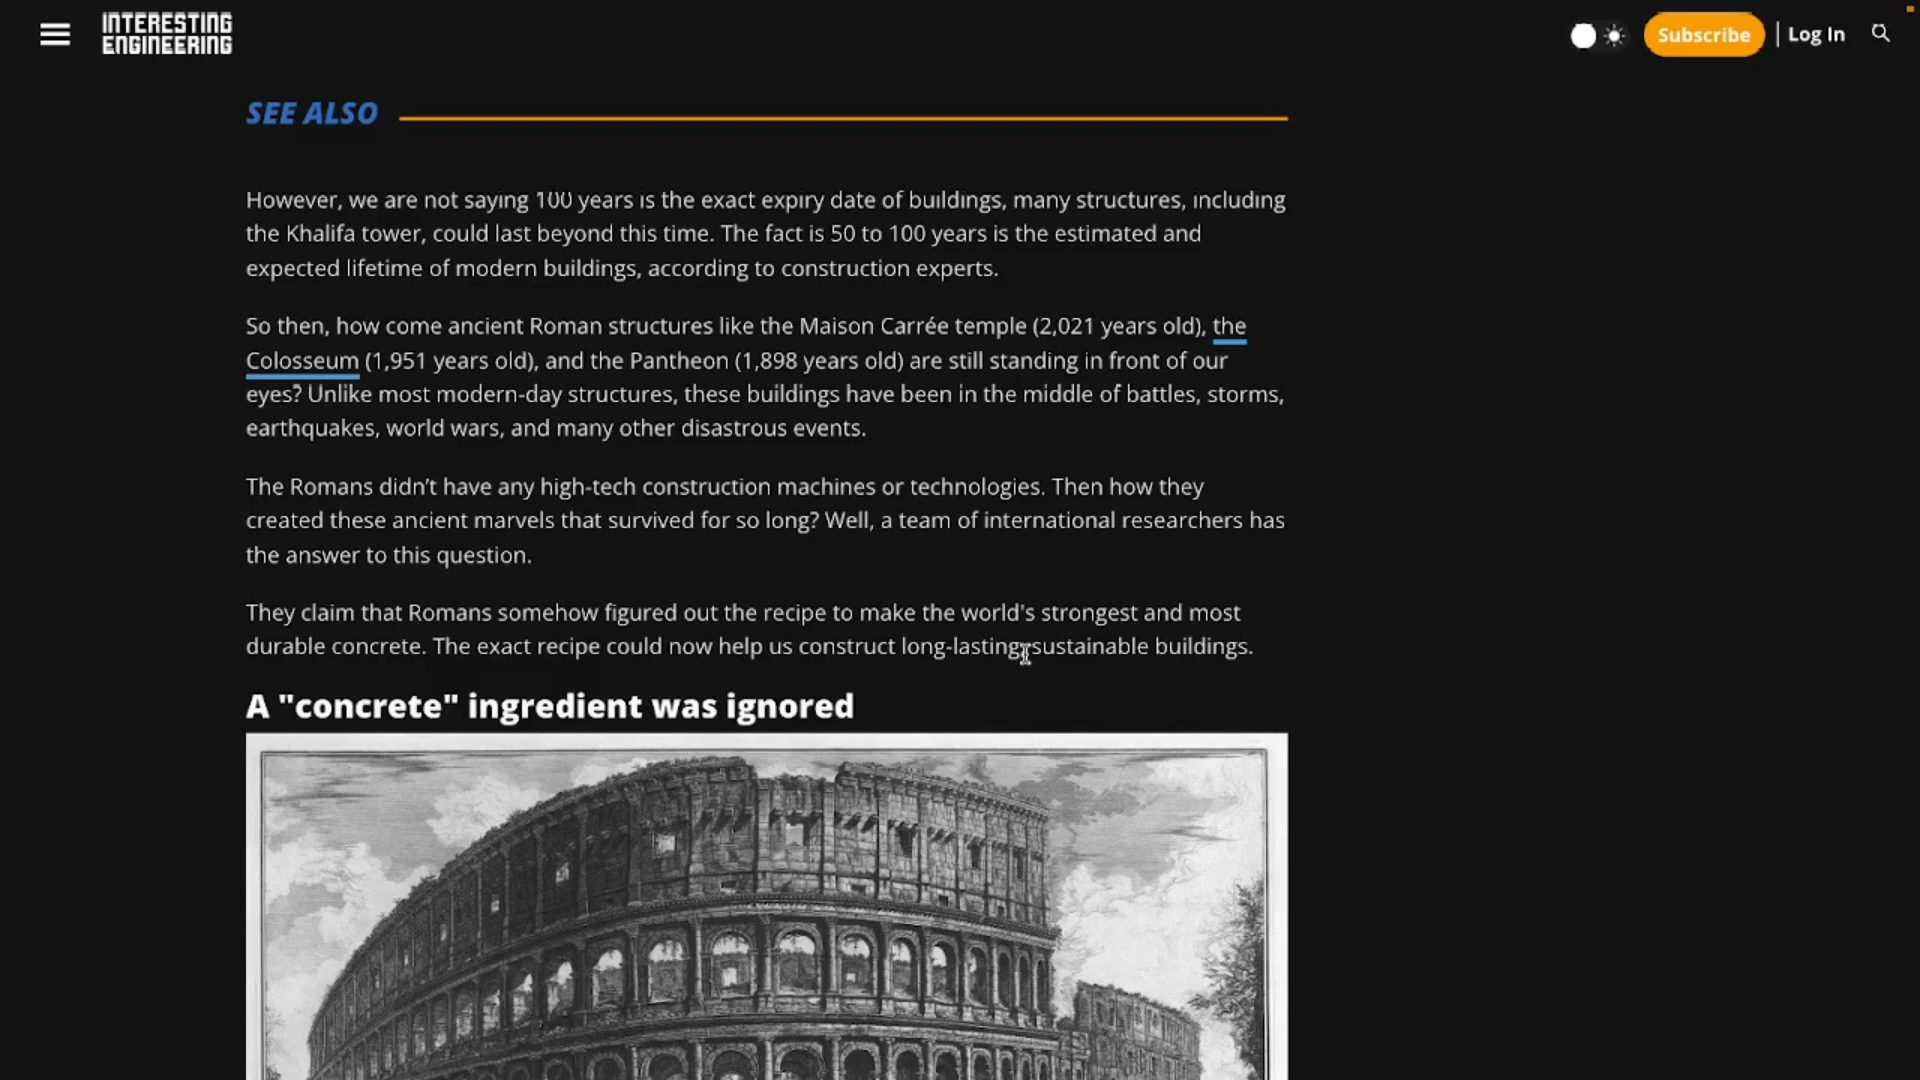 INTERESTING
ENGINEERING
Subscribe
Log In
SEE ALSO
However, we are not saying 100 years is the exact expiry date of buildings, many structures, including
the Khalifa tower, could last beyond this time. The fact is 50 to 100 years is the estimated and
expected lifetime of modern buildings, according to construction experts.
So then, how come ancient Roman structures like the Maison Carrée temple (2,021 years old), the
Colosseum (1,951 years old), and the Pantheon (1,898 years old) are still standing in front of our
eyes? Unlike most modern-day structures, these buildings have been in the middle of battles, storms,
earthquakes, world wars, and many other disastrous events.
The Romans didn’t have any high-tech construction machines or technologies. Then how they
created these ancient marvels that survived for so long? Well, a team of international researchers has
the answer to this question.
They claim that Romans somehow figured out the recipe to make the world's strongest and most
durable concrete. The exact recipe could now help us construct long-lasting sustainable buildings.
A "concrete" ingredient was ignored